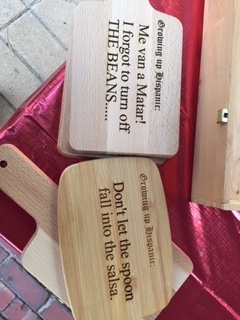 Growing up Hispanic:
Me van a Matar!
I forgot to turn off
THE BEANS.....
Growing up Hispanic:
Don't let the spoon
fall into the salsa.